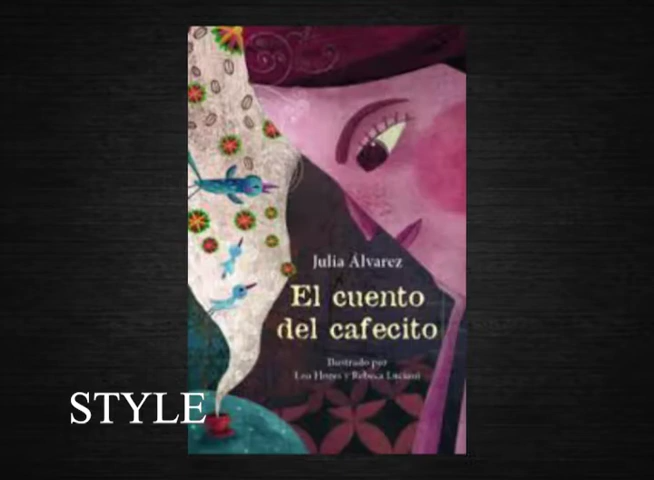 Julia Álvarez
El cuento
del cafecito
Ilustrado por
Leo Flores y Rebeca Luciani
STYLE